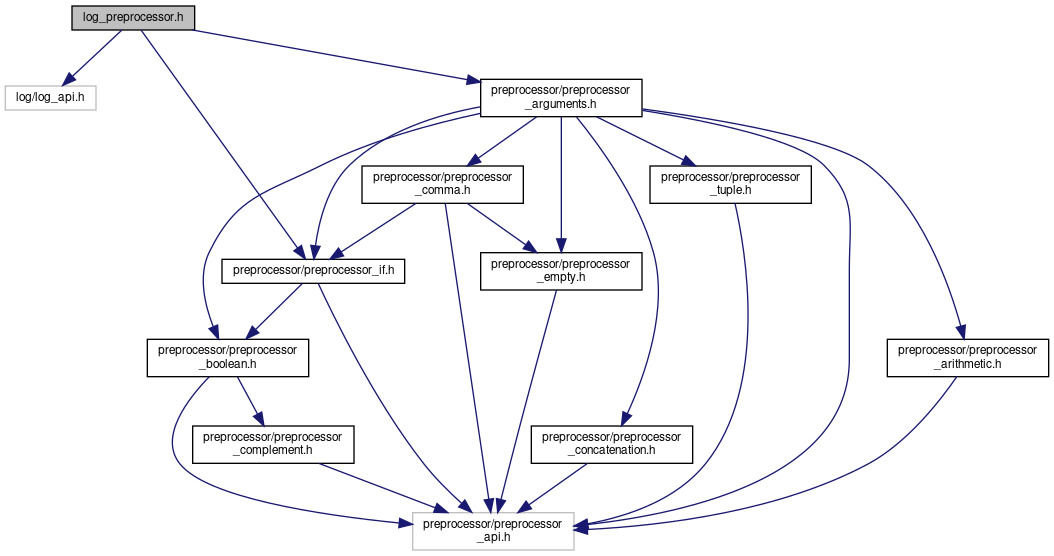 log_preprocessor.h
log/log_api.h
preprocessor/preprocessor
_arguments.h
preprocessor/preprocessor
_comma.h
preprocessor/preprocessor
_tuple.h
preprocessor/preprocessor_if.h
preprocessor/preprocessor
_empty.h
preprocessor/preprocessor
_boolean.h
preprocessor/preprocessor
_arithmetic.h
preprocessor/preprocessor
_complement.h
preprocessor/preprocessor
_concatenation.h
preprocessor/preprocessor
_api.h